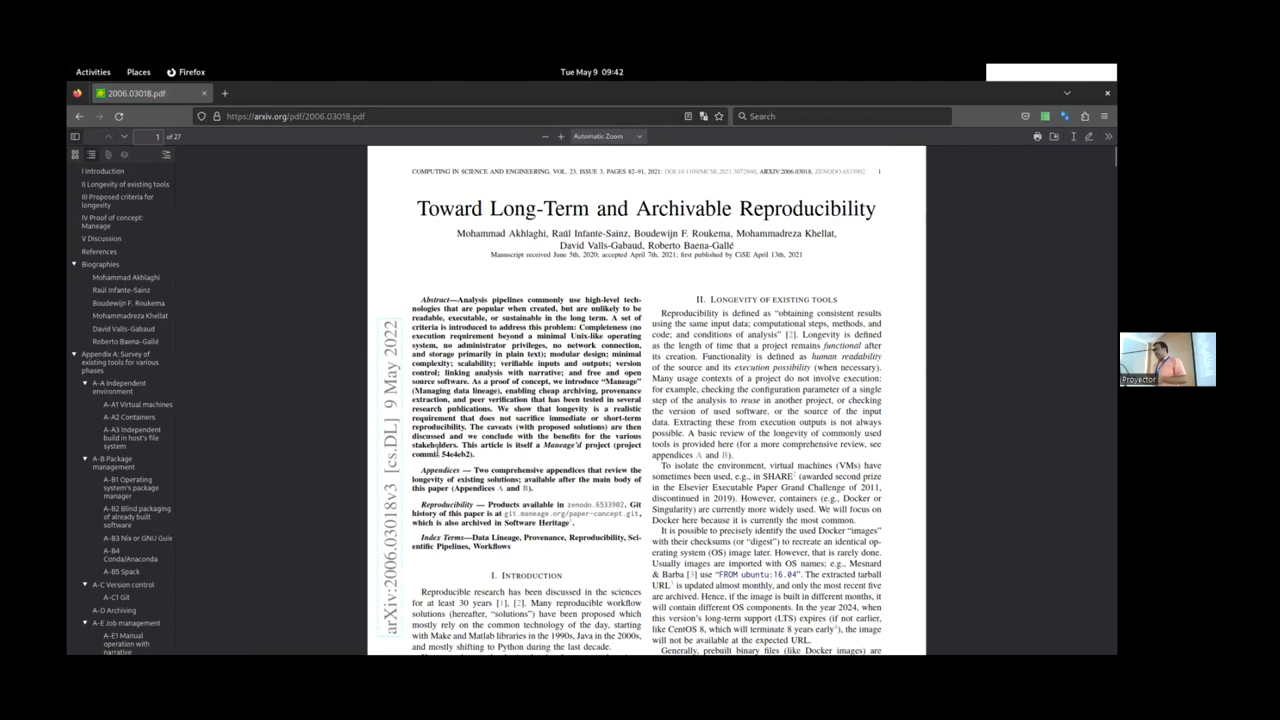 Activities Places Firefox
Tue May 9 09:42
2006.03018.pdf
https://arxiv.org/pdf/2006.03018.pdf
Search
1 of 27
Automatic Zoom
I Introduction
II Longevity of existing tools
III Proposed criteria for
longevity
IV Proof of concept:
Maneage
V Discussion
References
Biographies
Mohammad Akhlaghi
Raúl Infante-Sainz
Boudewijn F. Roukema
Mohammadreza Khellat
David Valls-Gabaud
Roberto Baena-Gallé
Appendix A: Survey of
existing tools for various
phases
A-A Independent
environment
A-A1 Virtual machines
A-A2 Containers
A-A3 Independent
build in host's file
system
A-B Package
management
A-B1 Operating
system's package
manager
A-B2 Blind packaging
of already built
software
A-B3 Nix or GNU Guix
A-B4
Conda/Anaconda
A-B5 Spack
A-C Version control
A-C1 Git
A-D Archiving
A-E Job management
A-E1 Manual
operation with
narrative
COMPUTING IN SCIENCE AND ENGINEERING, VOL. 23, ISSUE 3, PAGES 82–91, 2021: DOI:10.1109/MCSE.2021.3072860, ARXIV:2006.03018, ZENODO.6533902 1
Toward Long-Term and Archivable Reproducibility
Mohammad Akhlaghi, Raúl Infante-Sainz, Boudewijn F. Roukema, Mohammadreza Khellat,
David Valls-Gabaud, Roberto Baena-Gallé
Manuscript received June 5th, 2020; accepted April 7th, 2021; first published by CiSE April 13th, 2021
arXiv:2006.03018v3 [cs.DL] 9 May 2022
Abstract—Analysis pipelines commonly use high-level tech-
nologies that are popular when created, but are unlikely to be
readable, executable, or sustainable in the long term. A set of
criteria is introduced to address this problem: Completeness (no
execution requirement beyond a minimal Unix-like operating
system, no administrator privileges, no network connection,
and storage primarily in plain text); modular design; minimal
complexity; scalability; verifiable inputs and outputs; version
control; linking analysis with narrative; and free and open
source software. As a proof of concept, we introduce “Maneage”
(Managing data lineage), enabling cheap archiving, provenance
extraction, and peer verification that has been tested in several
research publications. We show that longevity is a realistic
requirement that does not sacrifice immediate or short-term
reproducibility. The caveats (with proposed solutions) are then
discussed and we conclude with the benefits for the various
stakeholders. This article is itself a Maneage'd project (project
commit 54e4eb2).
Appendices — Two comprehensive appendices that review the
longevity of existing solutions; available after the main body of
this paper (Appendices A and B).
Reproducibility — Products available in zenodo.6533902, Git
history of this paper is at git.maneage.org/paper-concept.git,
which is also archived in Software Heritage.
Index Terms—Data Lineage, Provenance, Reproducibility, Sci-
entific Pipelines, Workflows
I. INTRODUCTION
Reproducible research has been discussed in the sciences
for at least 30 years [1], [2]. Many reproducible workflow
solutions (hereafter, “solutions”) have been proposed which
mostly rely on the common technology of the day, starting
with Make and Matlab libraries in the 1990s, Java in the 2000s,
and mostly shifting to Python during the last decade.
II. LONGEVITY OF EXISTING TOOLS
Reproducibility is defined as “obtaining consistent results
using the same input data; computational steps, methods, and
code; and conditions of analysis” [2]. Longevity is defined
as the length of time that a project remains functional after
its creation. Functionality is defined as human readability
of the source and its execution possibility (when necessary).
Many usage contexts of a project do not involve execution:
for example, checking the configuration parameter of a single
step of the analysis to reuse in another project, or checking
the version of used software, or the source of the input
data. Extracting these from execution outputs is not always
possible. A basic review of the longevity of commonly used
tools is provided here (for a more comprehensive review, see
appendices A and B).
To isolate the environment, virtual machines (VMs) have
sometimes been used, e.g., in SHARE (awarded second prize
in the Elsevier Executable Paper Grand Challenge of 2011,
discontinued in 2019). However, containers (e.g., Docker or
Singularity) are currently more widely used. We will focus on
Docker here because it is currently the most common.
It is possible to precisely identify the used Docker “images”
with their checksums (or “digest”) to recreate an identical op-
erating system (OS) image later. However, that is rarely done.
Usually images are imported with OS names; e.g., Mesnard
& Barba [3] use “FROM ubuntu:16.04”. The extracted tarball
URL is updated almost monthly, and only the most recent five
are archived. Hence, if the image is built in different months, it
will contain different OS components. In the year 2024, when
this version's long-term support (LTS) expires (if not earlier,
like CentOS 8, which will terminate 8 years early), the image
will not be available at the expected URL.
Generally, prebuilt binary files (like Docker images) are
Proyector